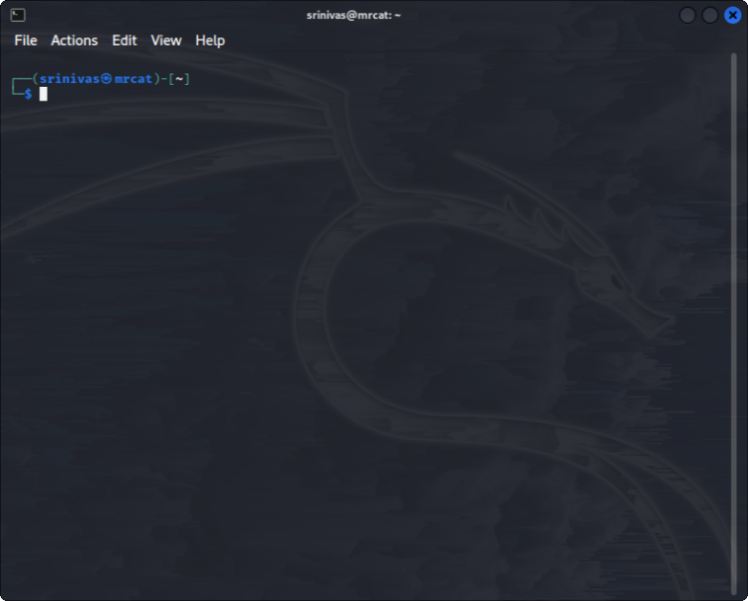 srinivas@mrcat: ~
File Actions Edit View Help
┌──(srinivas㉿mrcat)-[~]
└─$